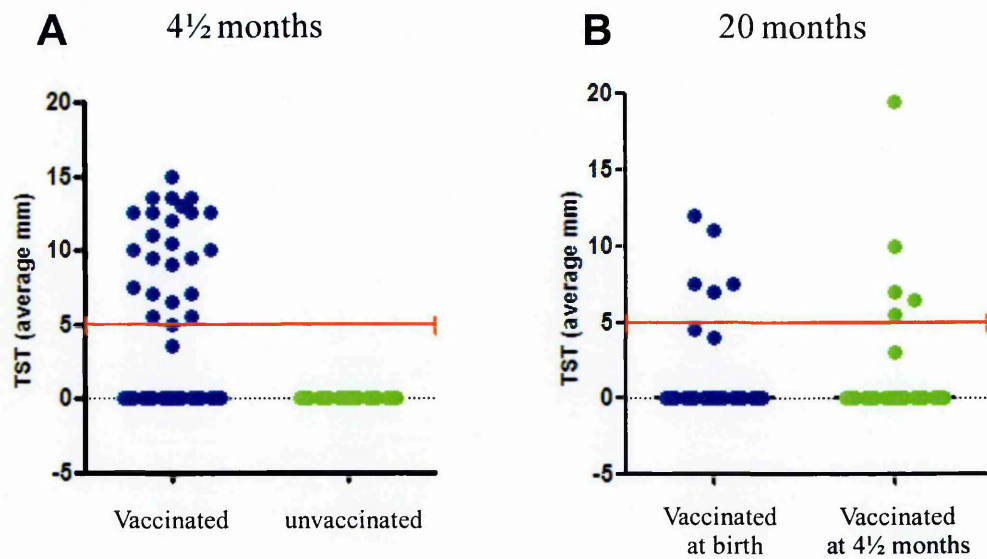 A
4½ months
20
15
10
5
0
-5
TST (average mm)
Vaccinated
unvaccinated
B
20 months
20
15
10
5
0
-5
TST (average mm)
Vaccinated
at birth
Vaccinated
at 4½ months